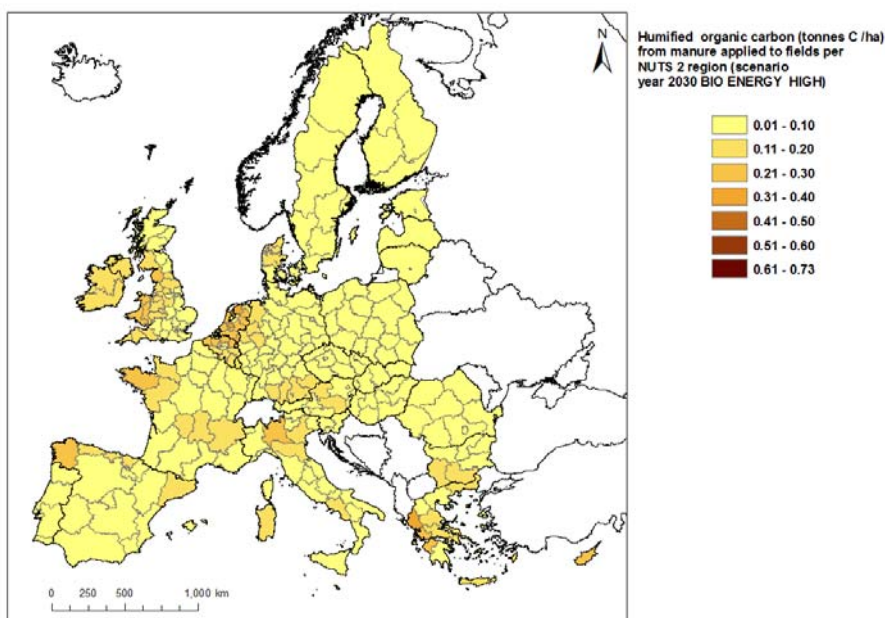 N
Humified organic carbon (tonnes C /ha)
from manure applied to fields per
NUTS 2 region (scenario
year 2030 BIO ENERGY HIGH)
0.01 - 0.10
0.11 - 0.20
0.21 - 0.30
0.31 - 0.40
0.41 - 0.50
0.51 - 0.60
0.61 - 0.73
0 250 500 1,000 km